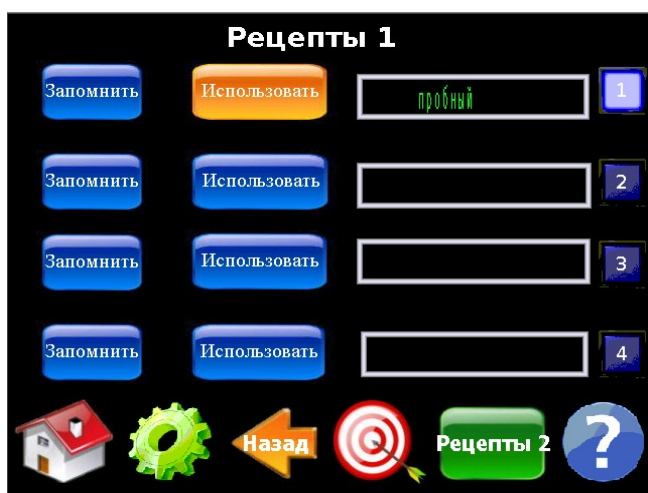 Рецепты 1
Запомнить Использовать пробный 1
Запомнить Использовать 2
Запомнить Использовать 3
Запомнить Использовать 4
Назад Рецепты 2 ?